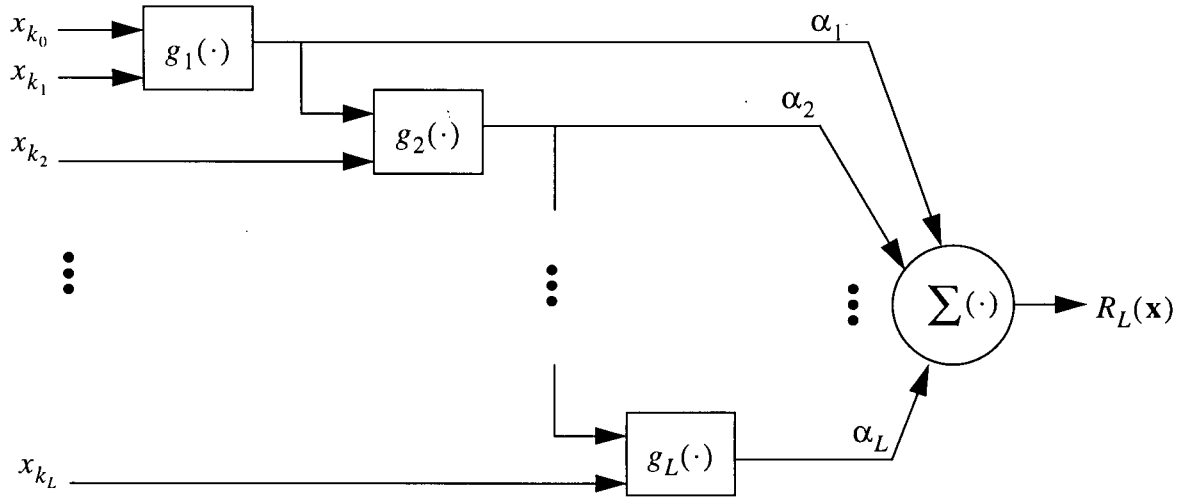 x_{k_0}
g_1(·)
α_1
x_{k_1}
α_2
g_2(·)
x_{k_2}
Σ(·)
R_L(x)
α_L
g_L(·)
x_{k_L}